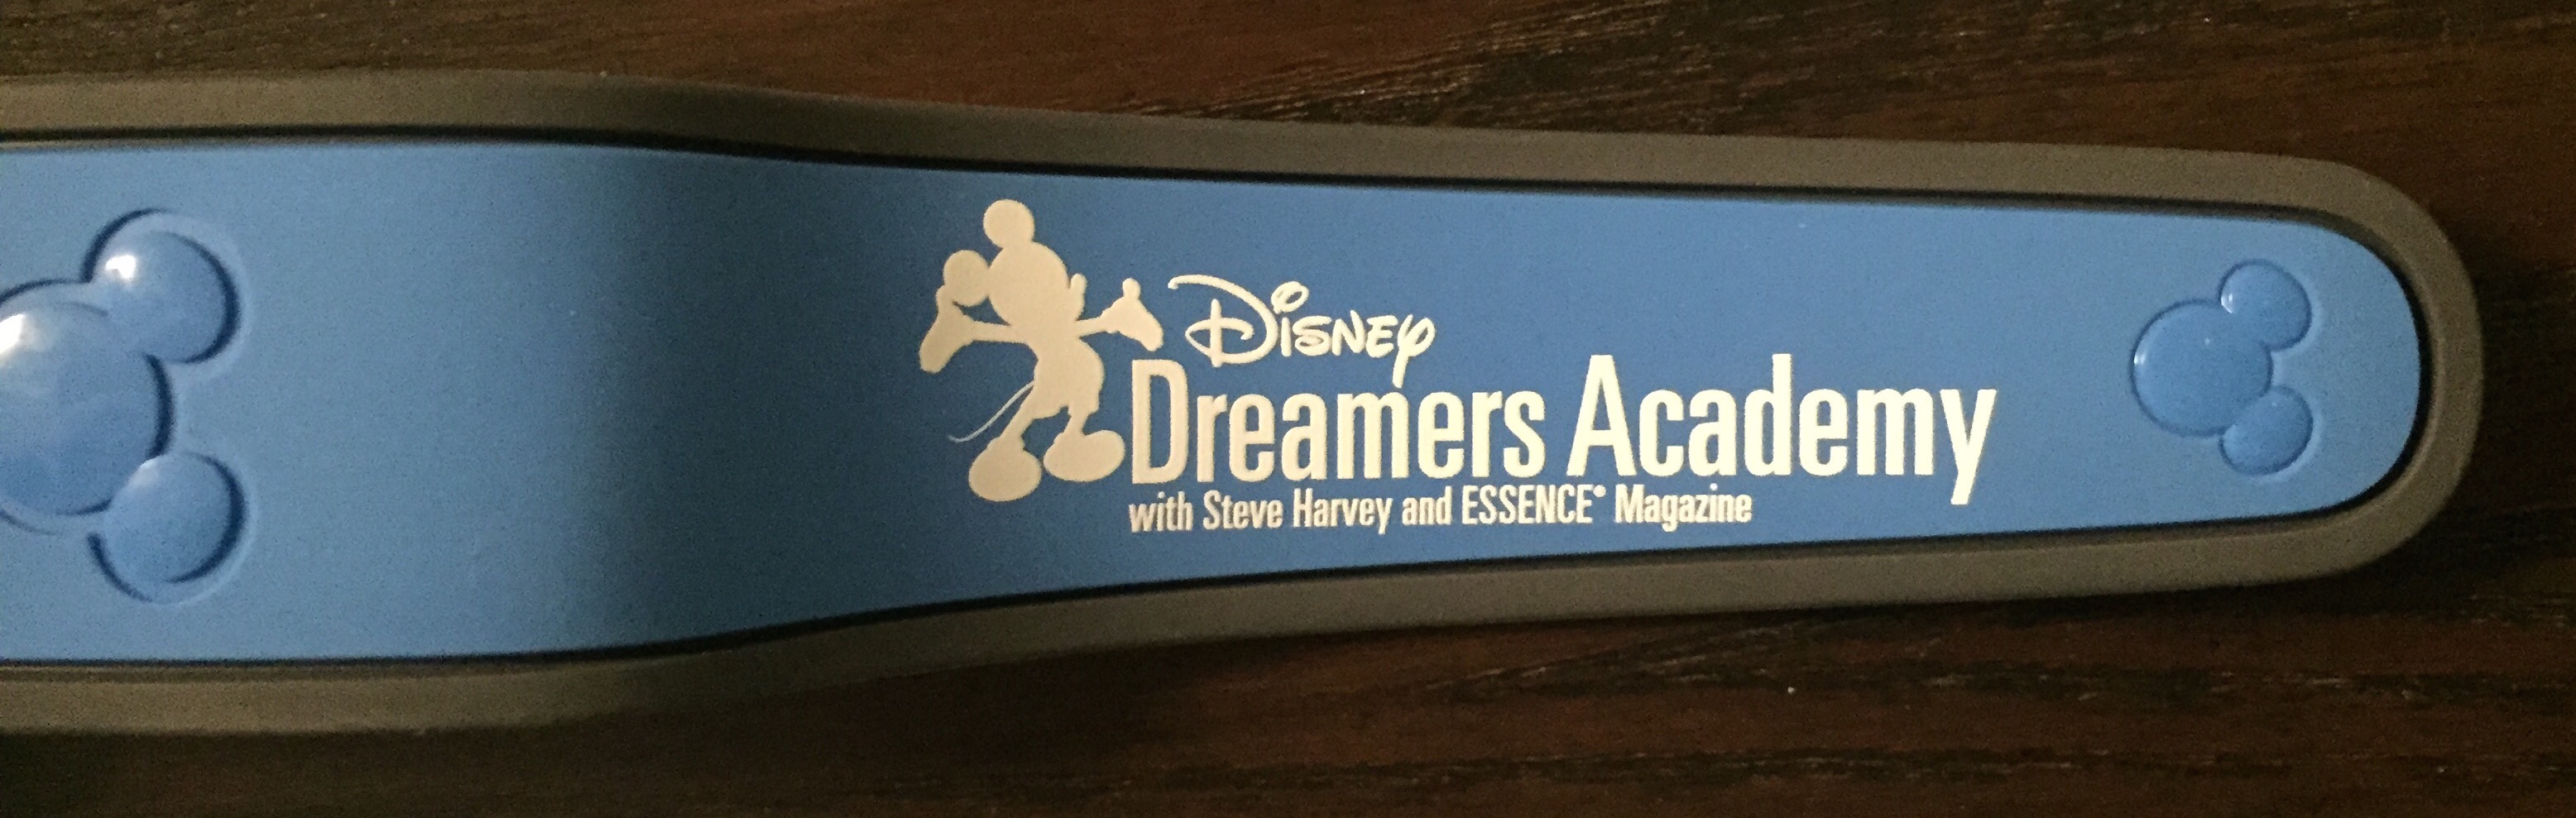 Disney
Dreamers Academy
with Steve Harvey and ESSENCE® Magazine